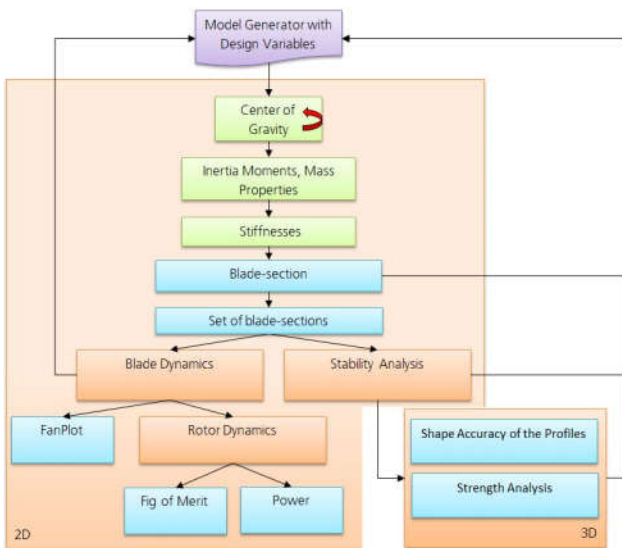 Model Generator with
Design Variables
Center of
Gravity
Inertia Moments, Mass
Properties
Stiffnesses
Blade-section
Set of blade-sections
Blade Dynamics
Stability Analysis
FanPlot
Rotor Dynamics
Shape Accuracy of the Profiles
Strength Analysis
Fig of Merit
Power
2D
3D